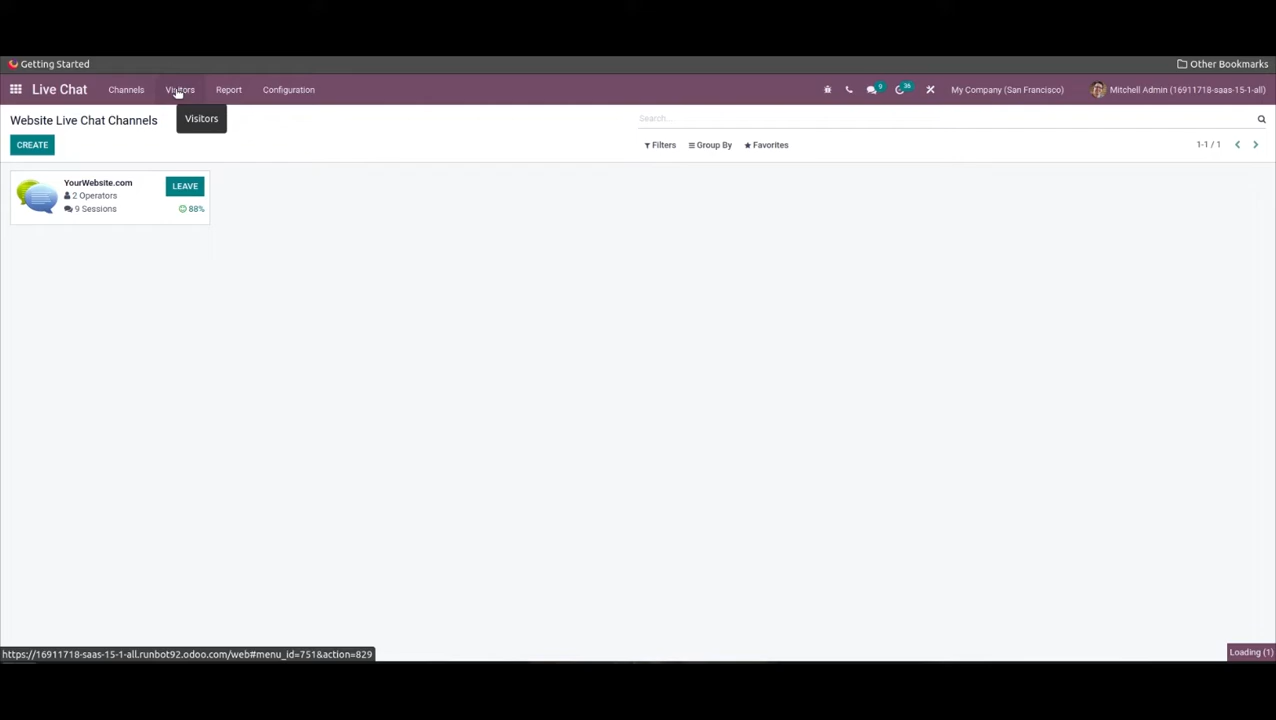 Getting Started
Other Bookmarks
Live Chat Channels Visitors Report Configuration 9 36 My Company (San Francisco) Mitchell Admin (16911718-saas-15-1-all)
Visitors
Website Live Chat Channels
Search...
CREATE
Filters Group By Favorites 1-1 / 1
YourWebsite.com
LEAVE
2 Operators
9 Sessions 88%
https://16911718-saas-15-1-all.runbot92.odoo.com/web#menu_id=751&action=829
Loading (1)